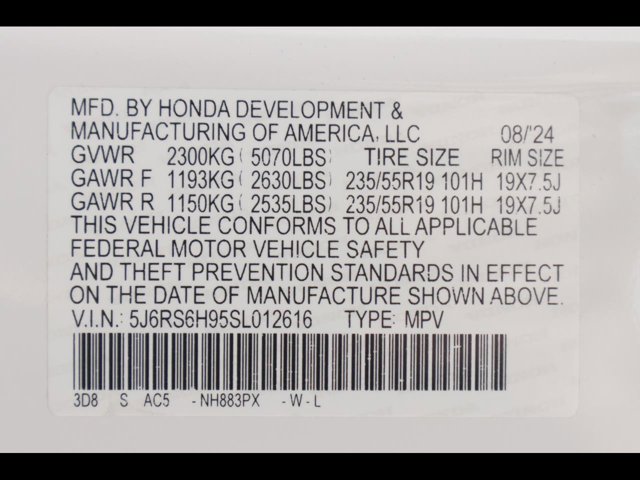 MFD. BY HONDA DEVELOPMENT &
MANUFACTURING OF AMERICA, LLC 08/'24
GVWR 2300KG( 5070LBS) TIRE SIZE RIM SIZE
GAWR F 1193KG( 2630LBS) 235/55R19 101H 19X7.5J
GAWR R 1150KG( 2535LBS) 235/55R19 101H 19X7.5J
THIS VEHICLE CONFORMS TO ALL APPLICABLE
FEDERAL MOTOR VEHICLE SAFETY
AND THEFT PREVENTION STANDARDS IN EFFECT
ON THE DATE OF MANUFACTURE SHOWN ABOVE.
V.I.N.: 5J6RS6H95SL012616 TYPE: MPV
3D8 S AC5 -NH883PX -W-L